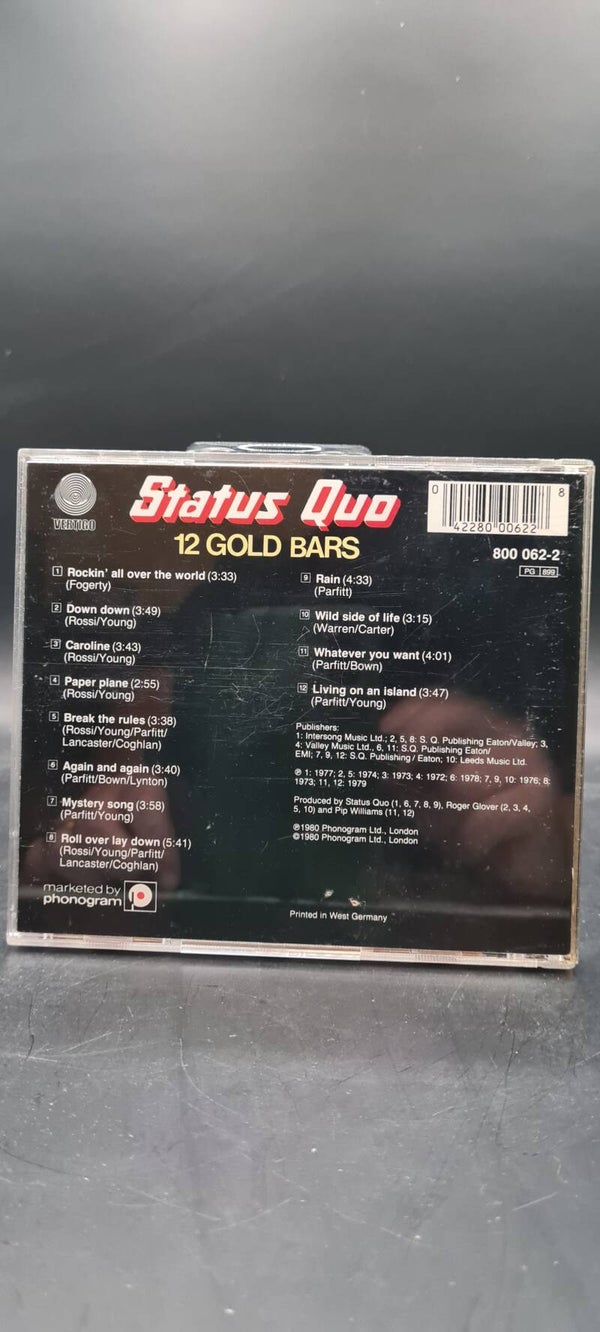 VERTIGO
Status Quo
12 GOLD BARS
0 42280 00622 8
800 062-2
PG 899
1 Rockin' all over the world (3:33)
(Fogerty)
2 Down down (3:49)
(Rossi/Young)
3 Caroline (3:43)
(Rossi/Young)
4 Paper plane (2:55)
(Rossi/Young)
5 Break the rules (3:38)
(Rossi/Young/Parfitt/
Lancaster/Coghlan)
6 Again and again (3:40)
(Parfitt/Bown/Lynton)
7 Mystery song (3:58)
(Parfitt/Young)
8 Roll over lay down (5:41)
(Rossi/Young/Parfitt/
Lancaster/Coghlan)
marketed by
phonogram
9 Rain (4:33)
(Parfitt)
10 Wild side of life (3:15)
(Warren/Carter)
11 Whatever you want (4:01)
(Parfitt/Bown)
12 Living on an island (3:47)
(Parfitt/Young)
Publishers:
1: Intersong Music Ltd.; 2, 5, 8: S. Q. Publishing Eaton/Valley; 3,
4: Valley Music Ltd., 6, 11: S.Q. Publishing Eaton/
EMI; 7, 9, 12: S.Q. Publishing / Eaton; 10: Leeds Music Ltd.
℗ 1: 1977; 2, 5: 1974; 3: 1973; 4: 1972; 6: 1978; 7, 9, 10: 1976; 8:
1973; 11, 12: 1979
Produced by Status Quo (1, 6, 7, 8, 9), Roger Glover (2, 3, 4,
5, 10) and Pip Williams (11, 12)
℗1980 Phonogram Ltd., London
©1980 Phonogram Ltd., London
Printed in West Germany